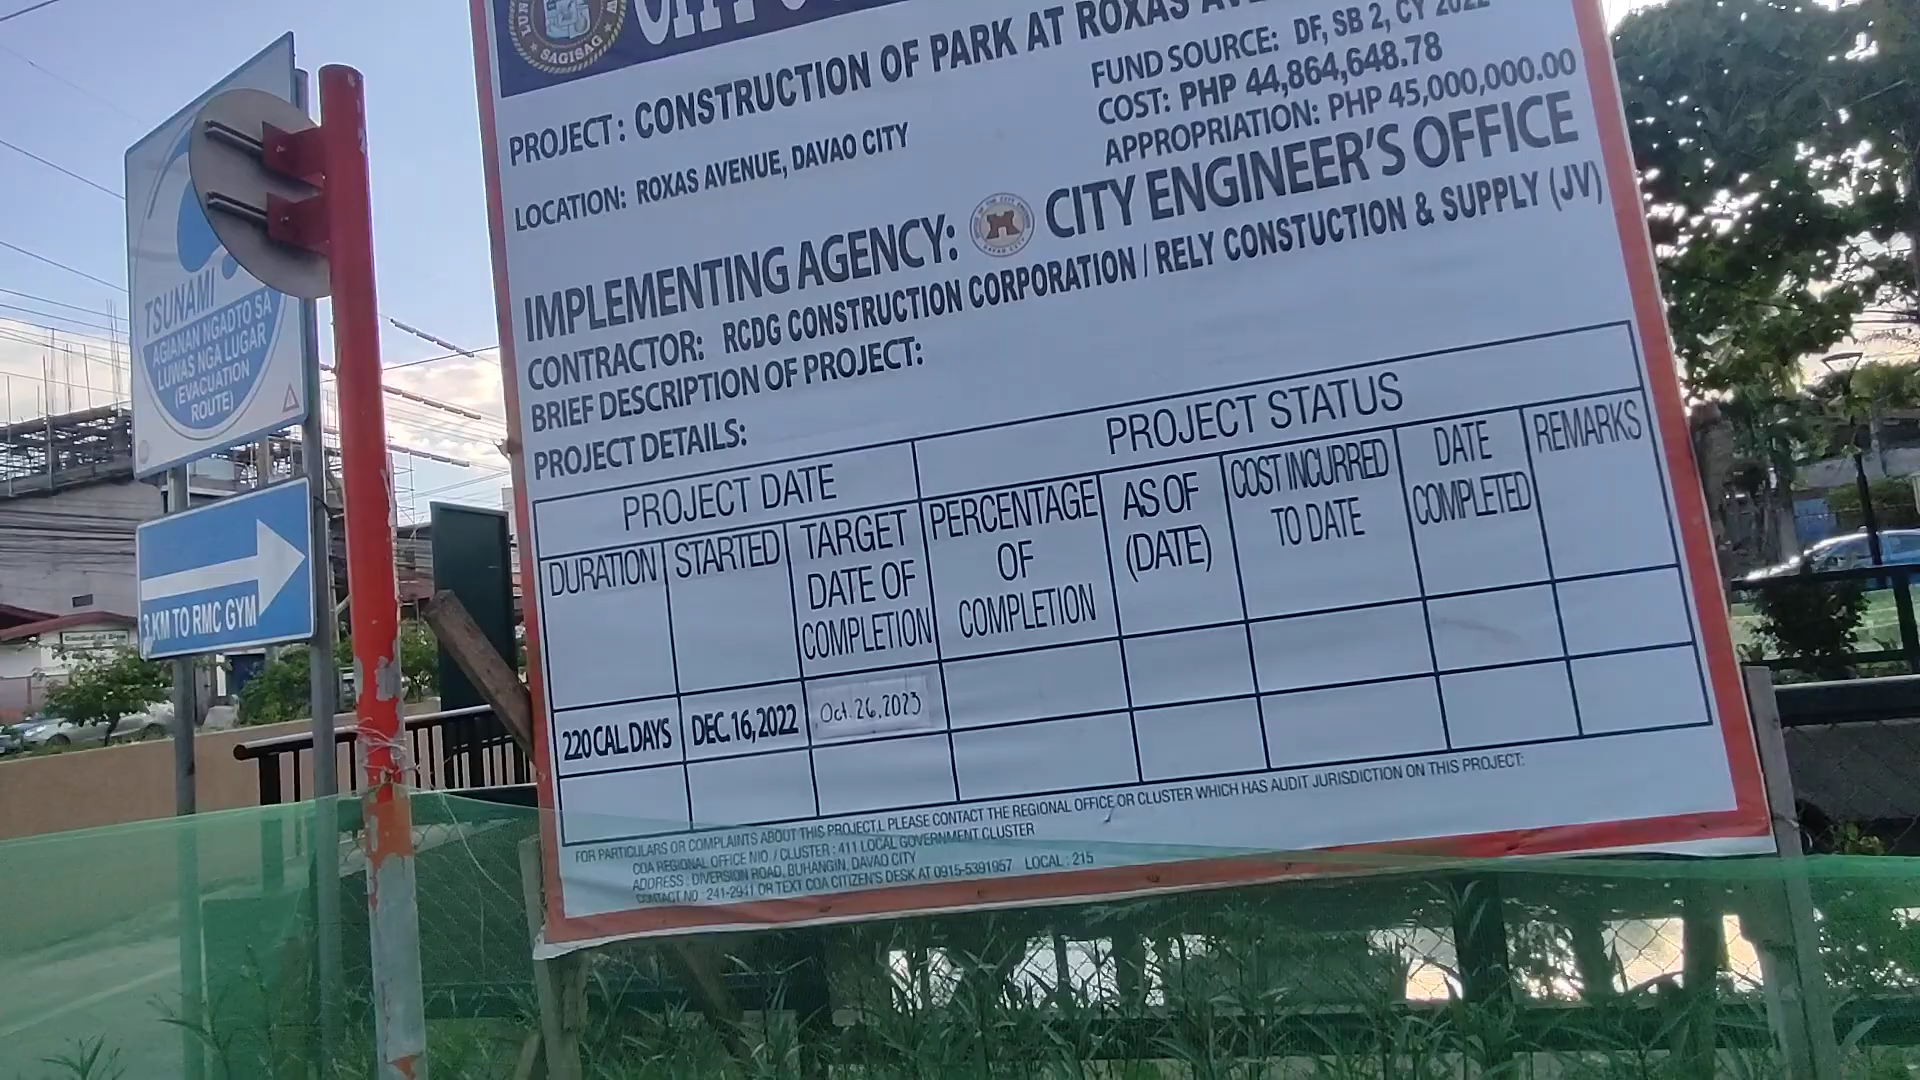 SAGISAG
PROJECT: CONSTRUCTION OF PARK AT ROXAS
FUND SOURCE: DF, SB 2, CY 2022
COST: PHP 44,864,648.78
APPROPRIATION: PHP 45,000,000.00
LOCATION: ROXAS AVENUE, DAVAO CITY
IMPLEMENTING AGENCY: CITY ENGINEER'S OFFICE
CONTRACTOR: RCDG CONSTRUCTION CORPORATION / RELY CONSTUCTION & SUPPLY (JV)
BRIEF DESCRIPTION OF PROJECT:
PROJECT DETAILS:
PROJECT DATE
PROJECT STATUS
DURATION
STARTED
TARGET
DATE OF
COMPLETION
PERCENTAGE
OF
COMPLETION
AS OF
(DATE)
COST INCURRED
TO DATE
DATE
COMPLETED
REMARKS
220 CAL. DAYS
DEC. 16, 2022
Oct. 26, 2023
FOR PARTICULARS OR COMPLAINTS ABOUT THIS PROJECT,L PLEASE CONTACT THE REGIONAL OFFICE OR CLUSTER WHICH HAS AUDIT JURISDICTION ON THIS PROJECT:
COA REGIONAL OFFICE NIO. / CLUSTER : 411 LOCAL GOVERNMENT CLUSTER
ADDRESS : DIVERSION ROAD, BUHANGIN, DAVAO CITY
CONTACT NO : 241-2941 OR TEXT COA CITIZEN'S DESK AT 0915-5391957 LOCAL : 215
TSUNAMI
AGIANAN NGADTO SA
LUWAS NGA LUGAR
(EVACUATION
ROUTE)
3 KM TO RMC GYM